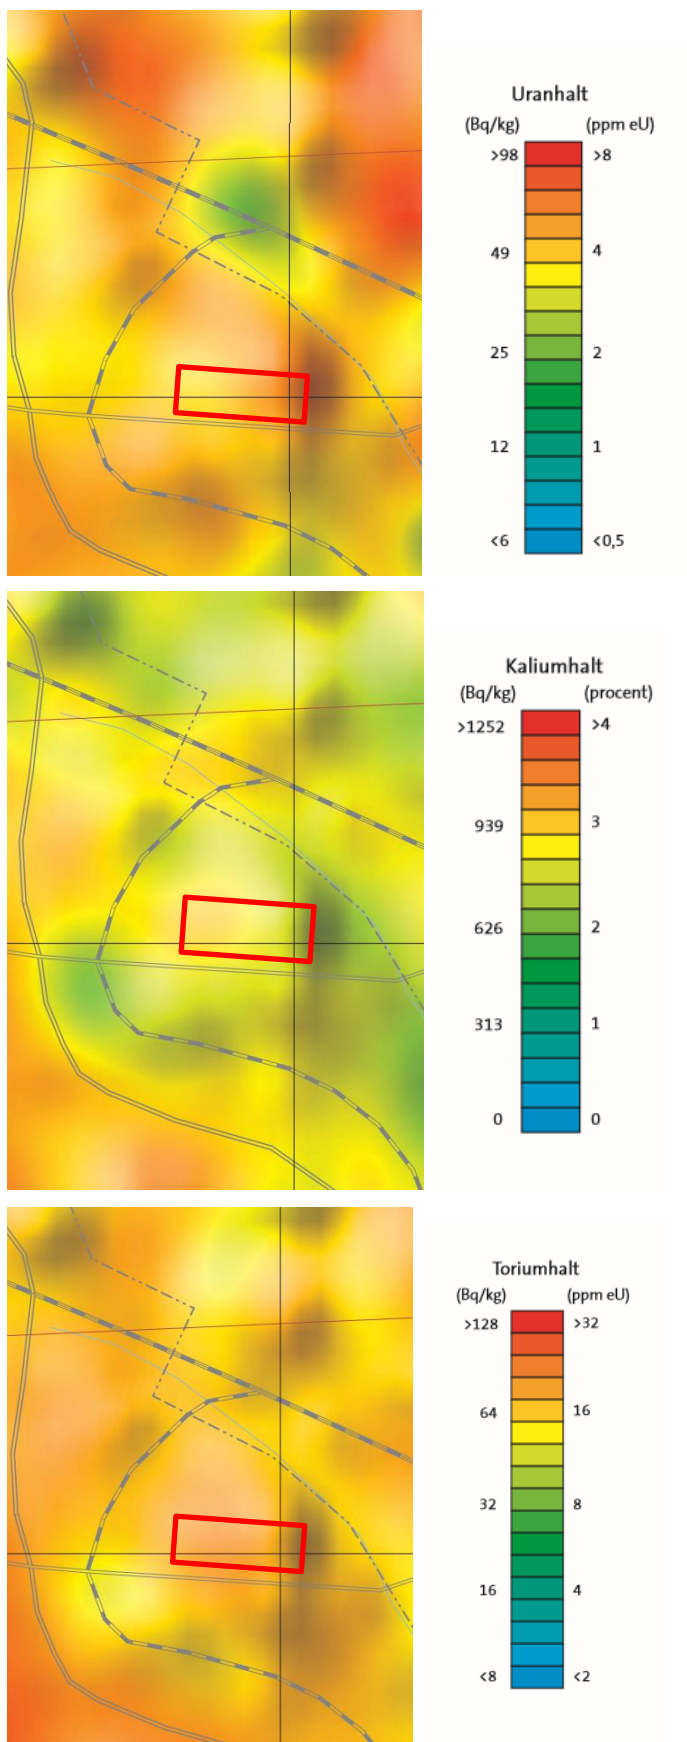 Uranhalt
(Bq/kg) (ppm eU)
>98 >8
49 4
25 2
12 1
<6 <0,5
Kaliumhalt
(Bq/kg) (procent)
>1252 >4
939 3
626 2
313 1
0 0
Toriumhalt
(Bq/kg) (ppm eU)
>128 >32
64 16
32 8
16 4
<8 <2